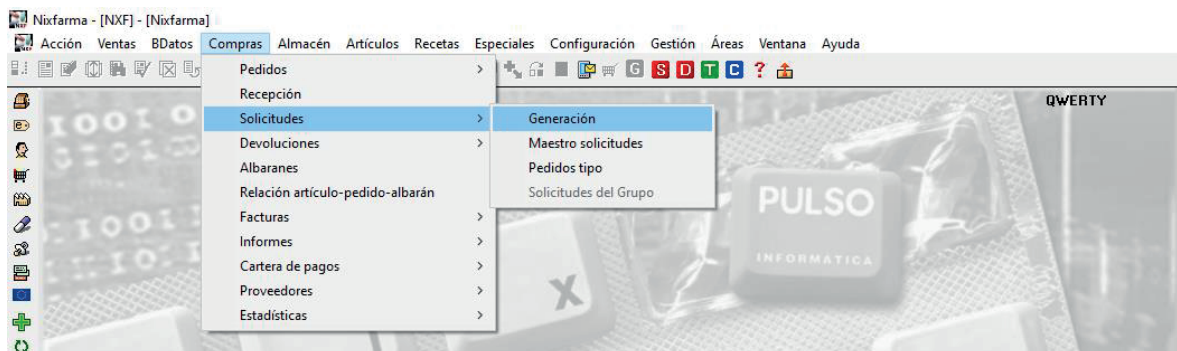 Nixfarma - [NXF] - [Nixfarma]
Acción Ventas BDatos Compras Almacén Artículos Recetas Especiales Configuración Gestión Áreas Ventana Ayuda
G S D T C ?
QWERTY
Pedidos
Recepción
Solicitudes
Devoluciones
Albaranes
Relación artículo-pedido-albarán
Facturas
Informes
Cartera de pagos
Proveedores
Estadísticas
Generación
Maestro solicitudes
Pedidos tipo
Solicitudes del Grupo
PULSO
INFORMATICA
X